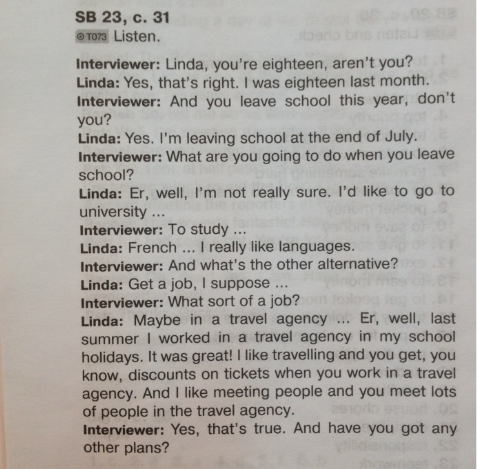 SB 23, c. 31
T073 Listen.
Interviewer: Linda, you're eighteen, aren't you?
Linda: Yes, that's right. I was eighteen last month.
Interviewer: And you leave school this year, don't
you?
Linda: Yes. I'm leaving school at the end of July.
Interviewer: What are you going to do when you leave
school?
Linda: Er, well, I'm not really sure. I'd like to go to
university ...
Interviewer: To study ...
Linda: French ... I really like languages.
Interviewer: And what's the other alternative?
Linda: Get a job, I suppose ...
Interviewer: What sort of a job?
Linda: Maybe in a travel agency ... Er, well, last
summer I worked in a travel agency in my school
holidays. It was great! I like travelling and you get, you
know, discounts on tickets when you work in a travel
agency. And I like meeting people and you meet lots
of people in the travel agency.
Interviewer: Yes, that's true. And have you got any
other plans?